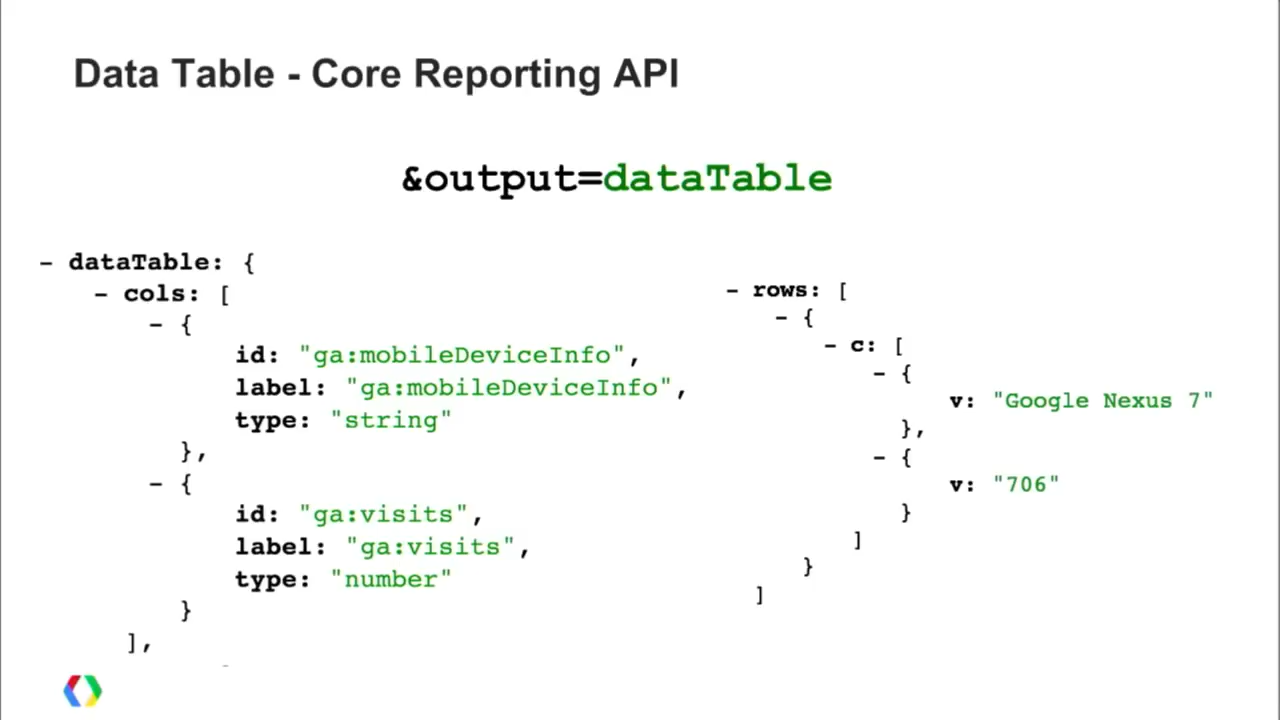 Data Table - Core Reporting API
&output=dataTable
- dataTable: {
- cols: [
- {
id: "ga:mobileDeviceInfo",
label: "ga:mobileDeviceInfo",
type: "string"
},
- {
id: "ga:visits",
label: "ga:visits",
type: "number"
}
],
- rows: [
- {
- c: [
- {
v: "Google Nexus 7"
},
- {
v: "706"
}
]
}
]